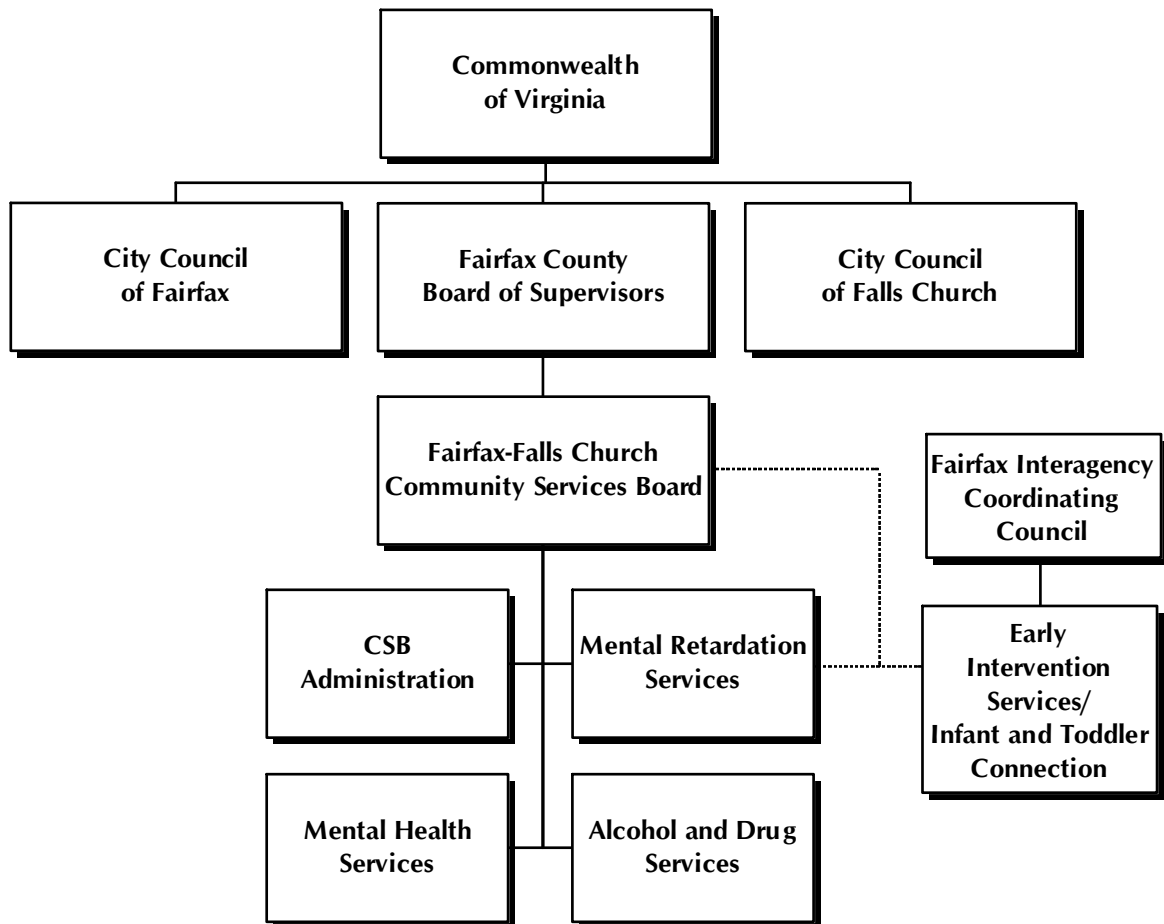 Commonwealth
of Virginia
City Council
of Fairfax
Fairfax County
Board of Supervisors
City Council
of Falls Church
Fairfax-Falls Church
Community Services Board
Fairfax Interagency
Coordinating
Council
CSB
Administration
Mental Retardation
Services
Early
Intervention
Services/
Infant and Toddler
Connection
Mental Health
Services
Alcohol and Drug
Services